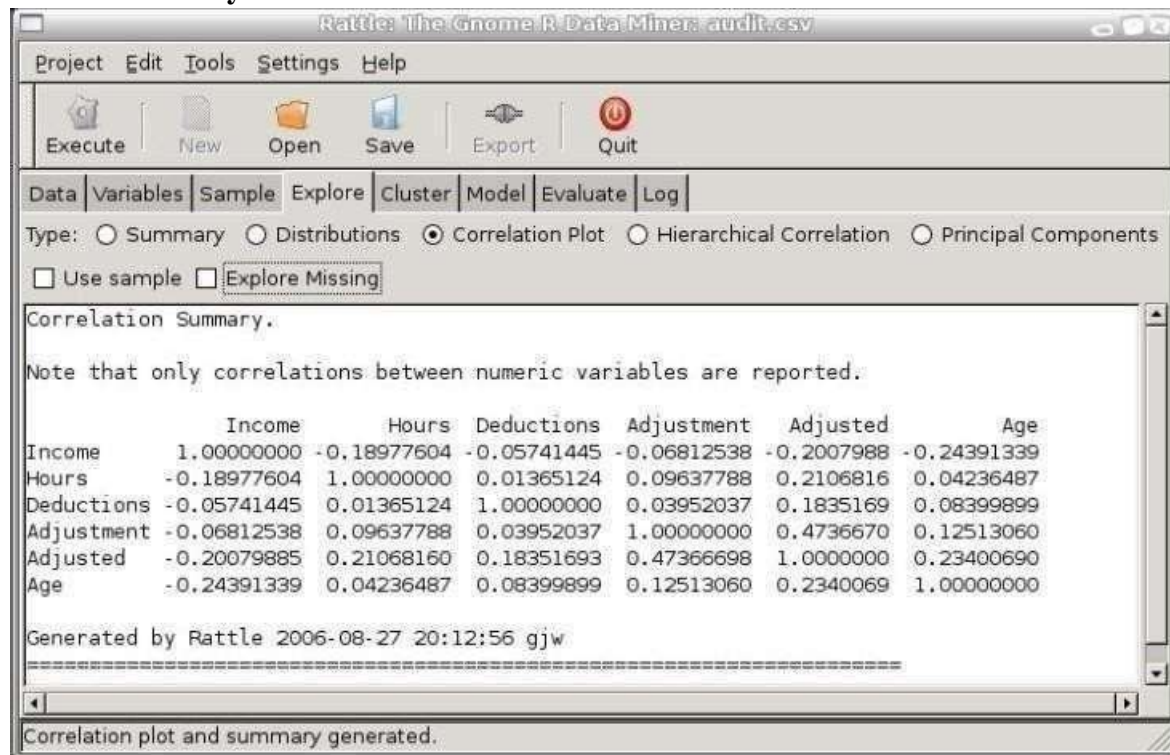 Rattle: The Gnome R Data Miner: audit.csv
Project Edit Tools Settings Help
Execute New Open Save Export Quit
Data Variables Sample Explore Cluster Model Evaluate Log
Type: Summary Distributions Correlation Plot Hierarchical Correlation Principal Components
Use sample Explore Missing
Correlation Summary.
Note that only correlations between numeric variables are reported.
Income Hours Deductions Adjustment Adjusted Age
Income 1.00000000 -0.18977604 -0.05741445 -0.06812538 -0.2007988 -0.24391339
Hours -0.18977604 1.00000000 0.01365124 0.09637788 0.2106816 0.04236487
Deductions -0.05741445 0.01365124 1.00000000 0.03952037 0.1835169 0.08399899
Adjustment -0.06812538 0.09637788 0.03952037 1.00000000 0.4736670 0.12513060
Adjusted -0.20079885 0.21068160 0.18351693 0.47366698 1.0000000 0.23400690
Age -0.24391339 0.04236487 0.08399899 0.12513060 0.2340069 1.00000000
Generated by Rattle 2006-08-27 20:12:56 gjw
======================================================================
Correlation plot and summary generated.